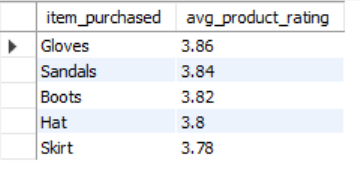 item_purchased avg_product_rating
Gloves 3.86
Sandals 3.84
Boots 3.82
Hat 3.8
Skirt 3.78